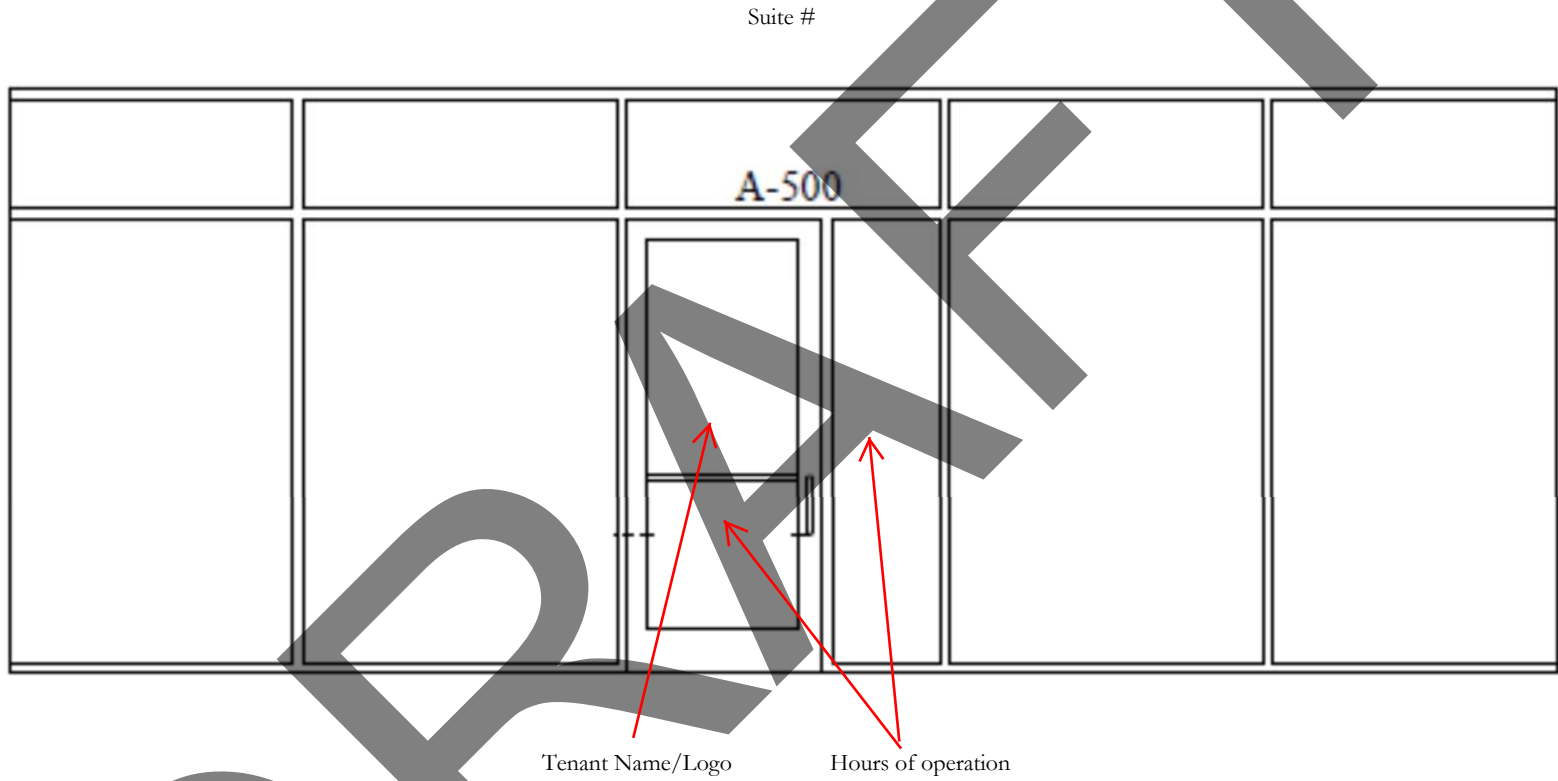 Suite #
A-500
DRAFT
Tenant Name/Logo
Hours of operation